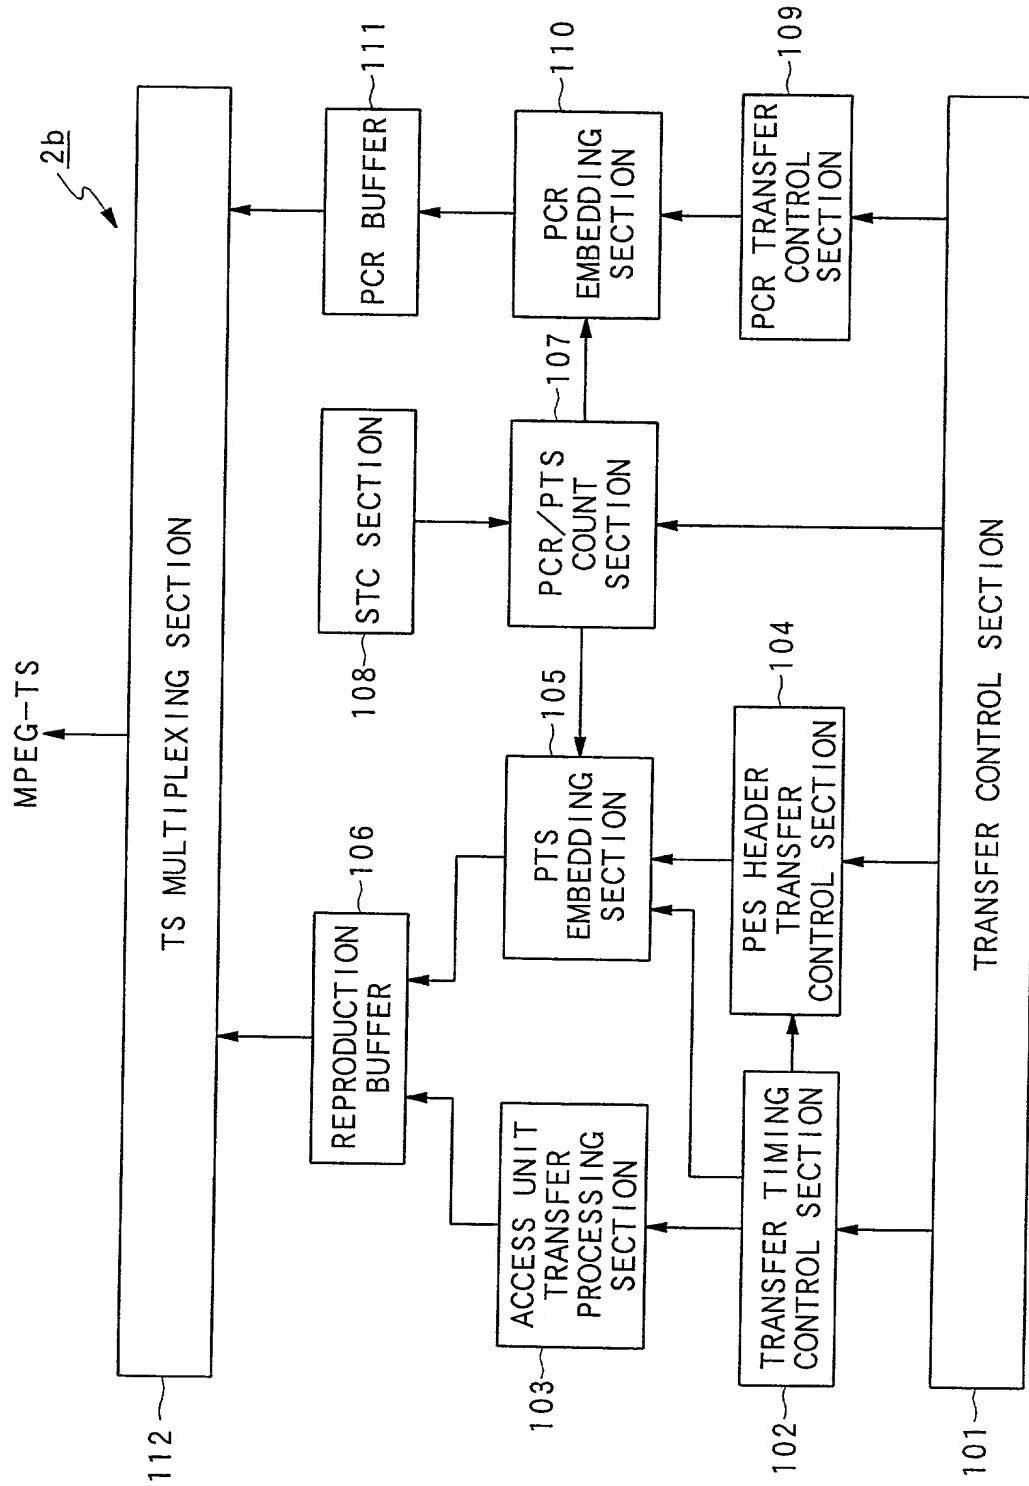 MPEG-TS
2b
112
TS MULTIPLEXING SECTION
106
REPRODUCTION
BUFFER
108
STC SECTION
111
PCR BUFFER
103
ACCESS UNIT
TRANSFER
PROCESSING
SECTION
105
PTS
EMBEDDING
SECTION
107
PCR/PTS
COUNT
SECTION
110
PCR
EMBEDDING
SECTION
102
TRANSFER TIMING
CONTROL SECTION
104
PES HEADER
TRANSFER
CONTROL SECTION
109
PCR TRANSFER
CONTROL
SECTION
101
TRANSFER CONTROL SECTION